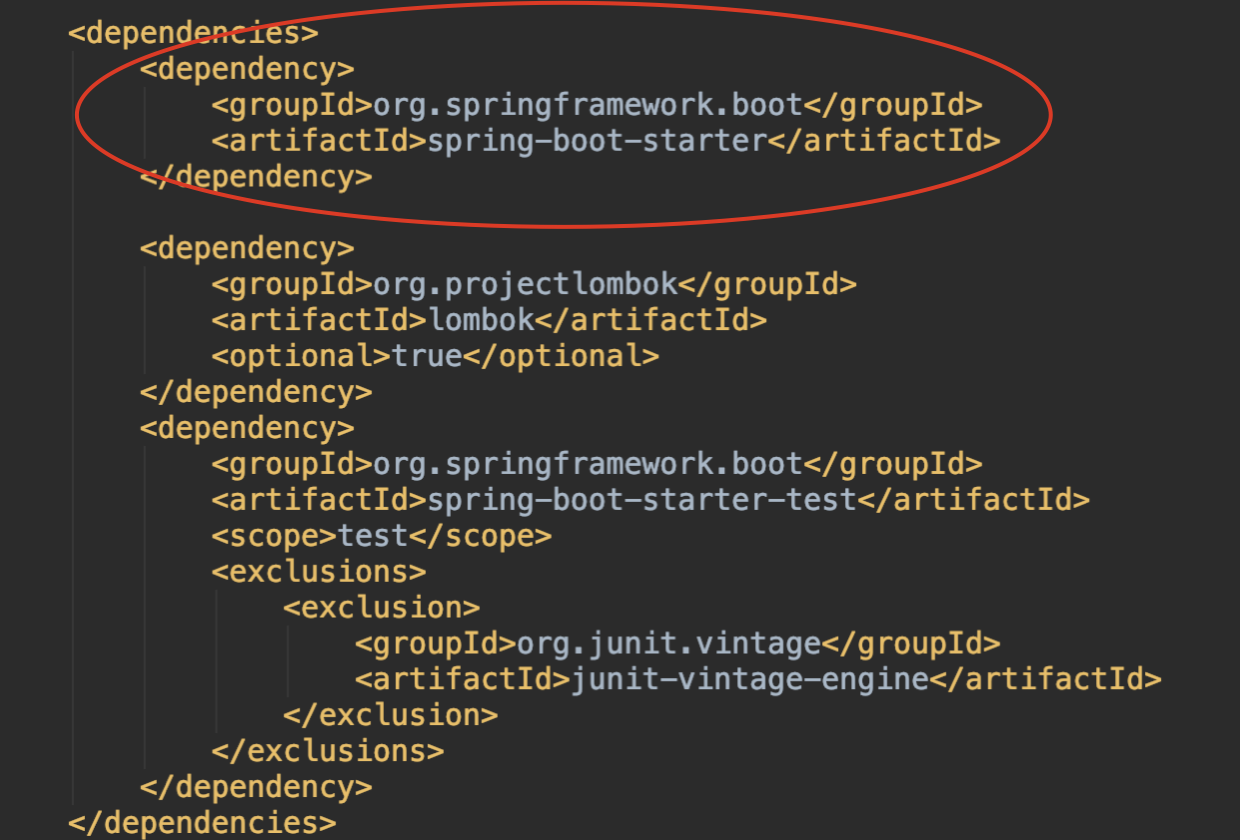 <dependencies>
<dependency>
<groupId>org.springframework.boot</groupId>
<artifactId>spring-boot-starter</artifactId>
</dependency>
<dependency>
<groupId>org.projectlombok</groupId>
<artifactId>lombok</artifactId>
<optional>true</optional>
</dependency>
<dependency>
<groupId>org.springframework.boot</groupId>
<artifactId>spring-boot-starter-test</artifactId>
<scope>test</scope>
<exclusions>
<exclusion>
<groupId>org.junit.vintage</groupId>
<artifactId>junit-vintage-engine</artifactId>
</exclusion>
</exclusions>
</dependency>
</dependencies>